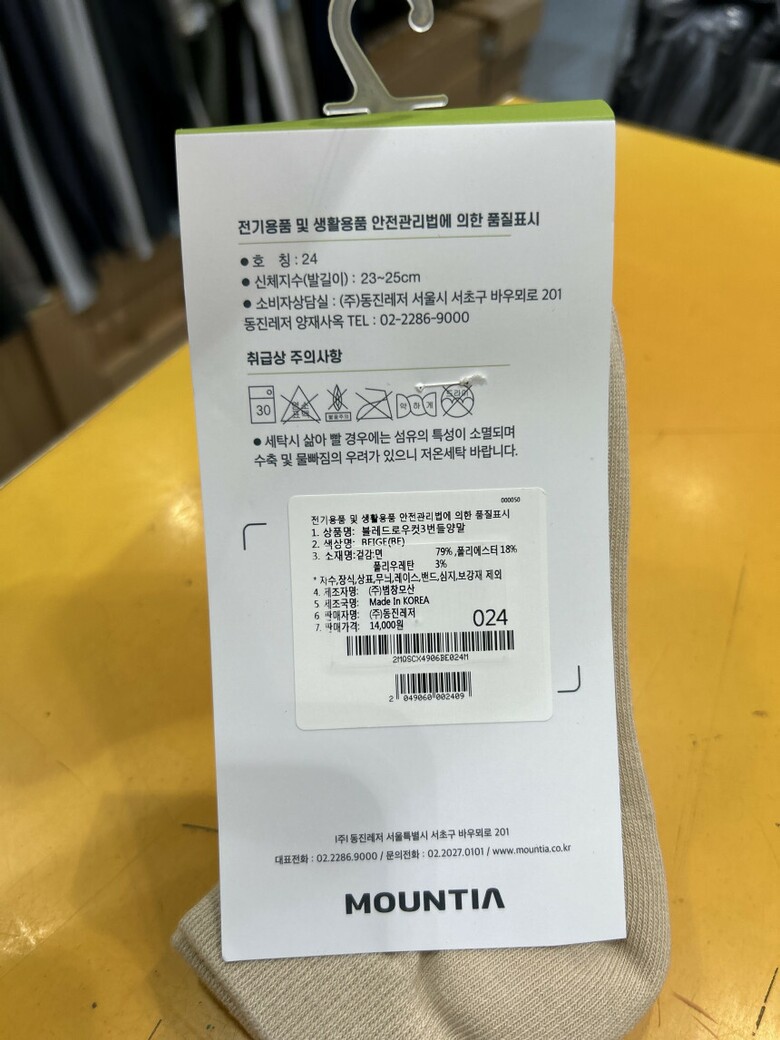 전기용품 및 생활용품 안전관리법에 의한 품질표시
● 호 칭 : 24
● 신체지수(발길이) : 23~25cm
● 소비자상담실 : (주)동진레저 서울시 서초구 바우뫼로 201
동진레저 양재사옥 TEL : 02-2286-9000
취급상 주의사항
30
약하게
드라이
● 세탁시 삶아 빨 경우에는 섬유의 특성이 소멸되며
수축 및 물빠짐의 우려가 있으니 저온세탁 바랍니다.
000050
전기용품 및 생활용품 안전관리법에 의한 품질표시
1. 상품명: 블레드로우컷3번들양말
2. 색상명: BEIGE(BE)
3. 소재명:겉감:면 79% ,폴리에스터 18%
폴리우레탄 3%
* 자수,장식,상표,무늬,레이스,밴드,심지,보강재 제외
4. 제조자명: (주)범창모산
5 제조국명: Made In KOREA
6 판매자명: (주)동진레저
7. 판매가격: 14,000원
024
2MOSCX4906BE024M
2 049060 002409
(주) 동진레저 서울특별시 서초구 바우뫼로 201
대표전화 : 02.2286.9000 / 문의전화 : 02.2027.0101 / www.mountia.co.kr
MOUNTIA